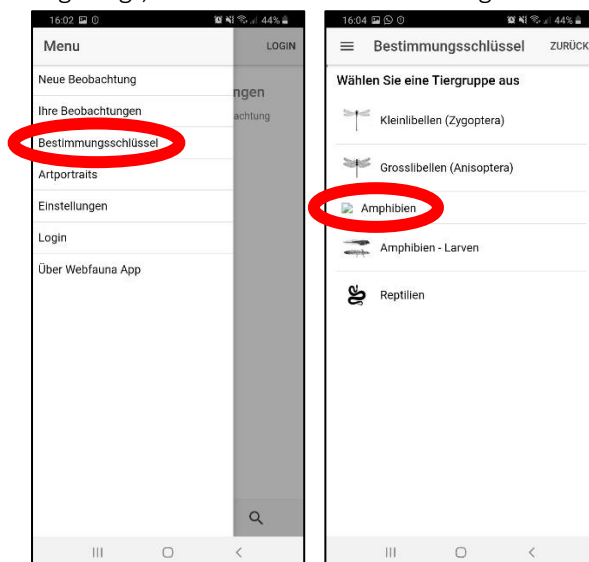 16:02 44%
Menu LOGIN
Neue Beobachtung
ngen
Ihre Beobachtungen
achtung
Bestimmungsschlüssel
Artportraits
Einstellungen
Login
Über Webfauna App
16:04 44%
Bestimmungsschlüssel ZURÜCK
Wählen Sie eine Tiergruppe aus
Kleinlibellen (Zygoptera)
Grosslibellen (Anisoptera)
Amphibien
Amphibien - Larven
Reptilien